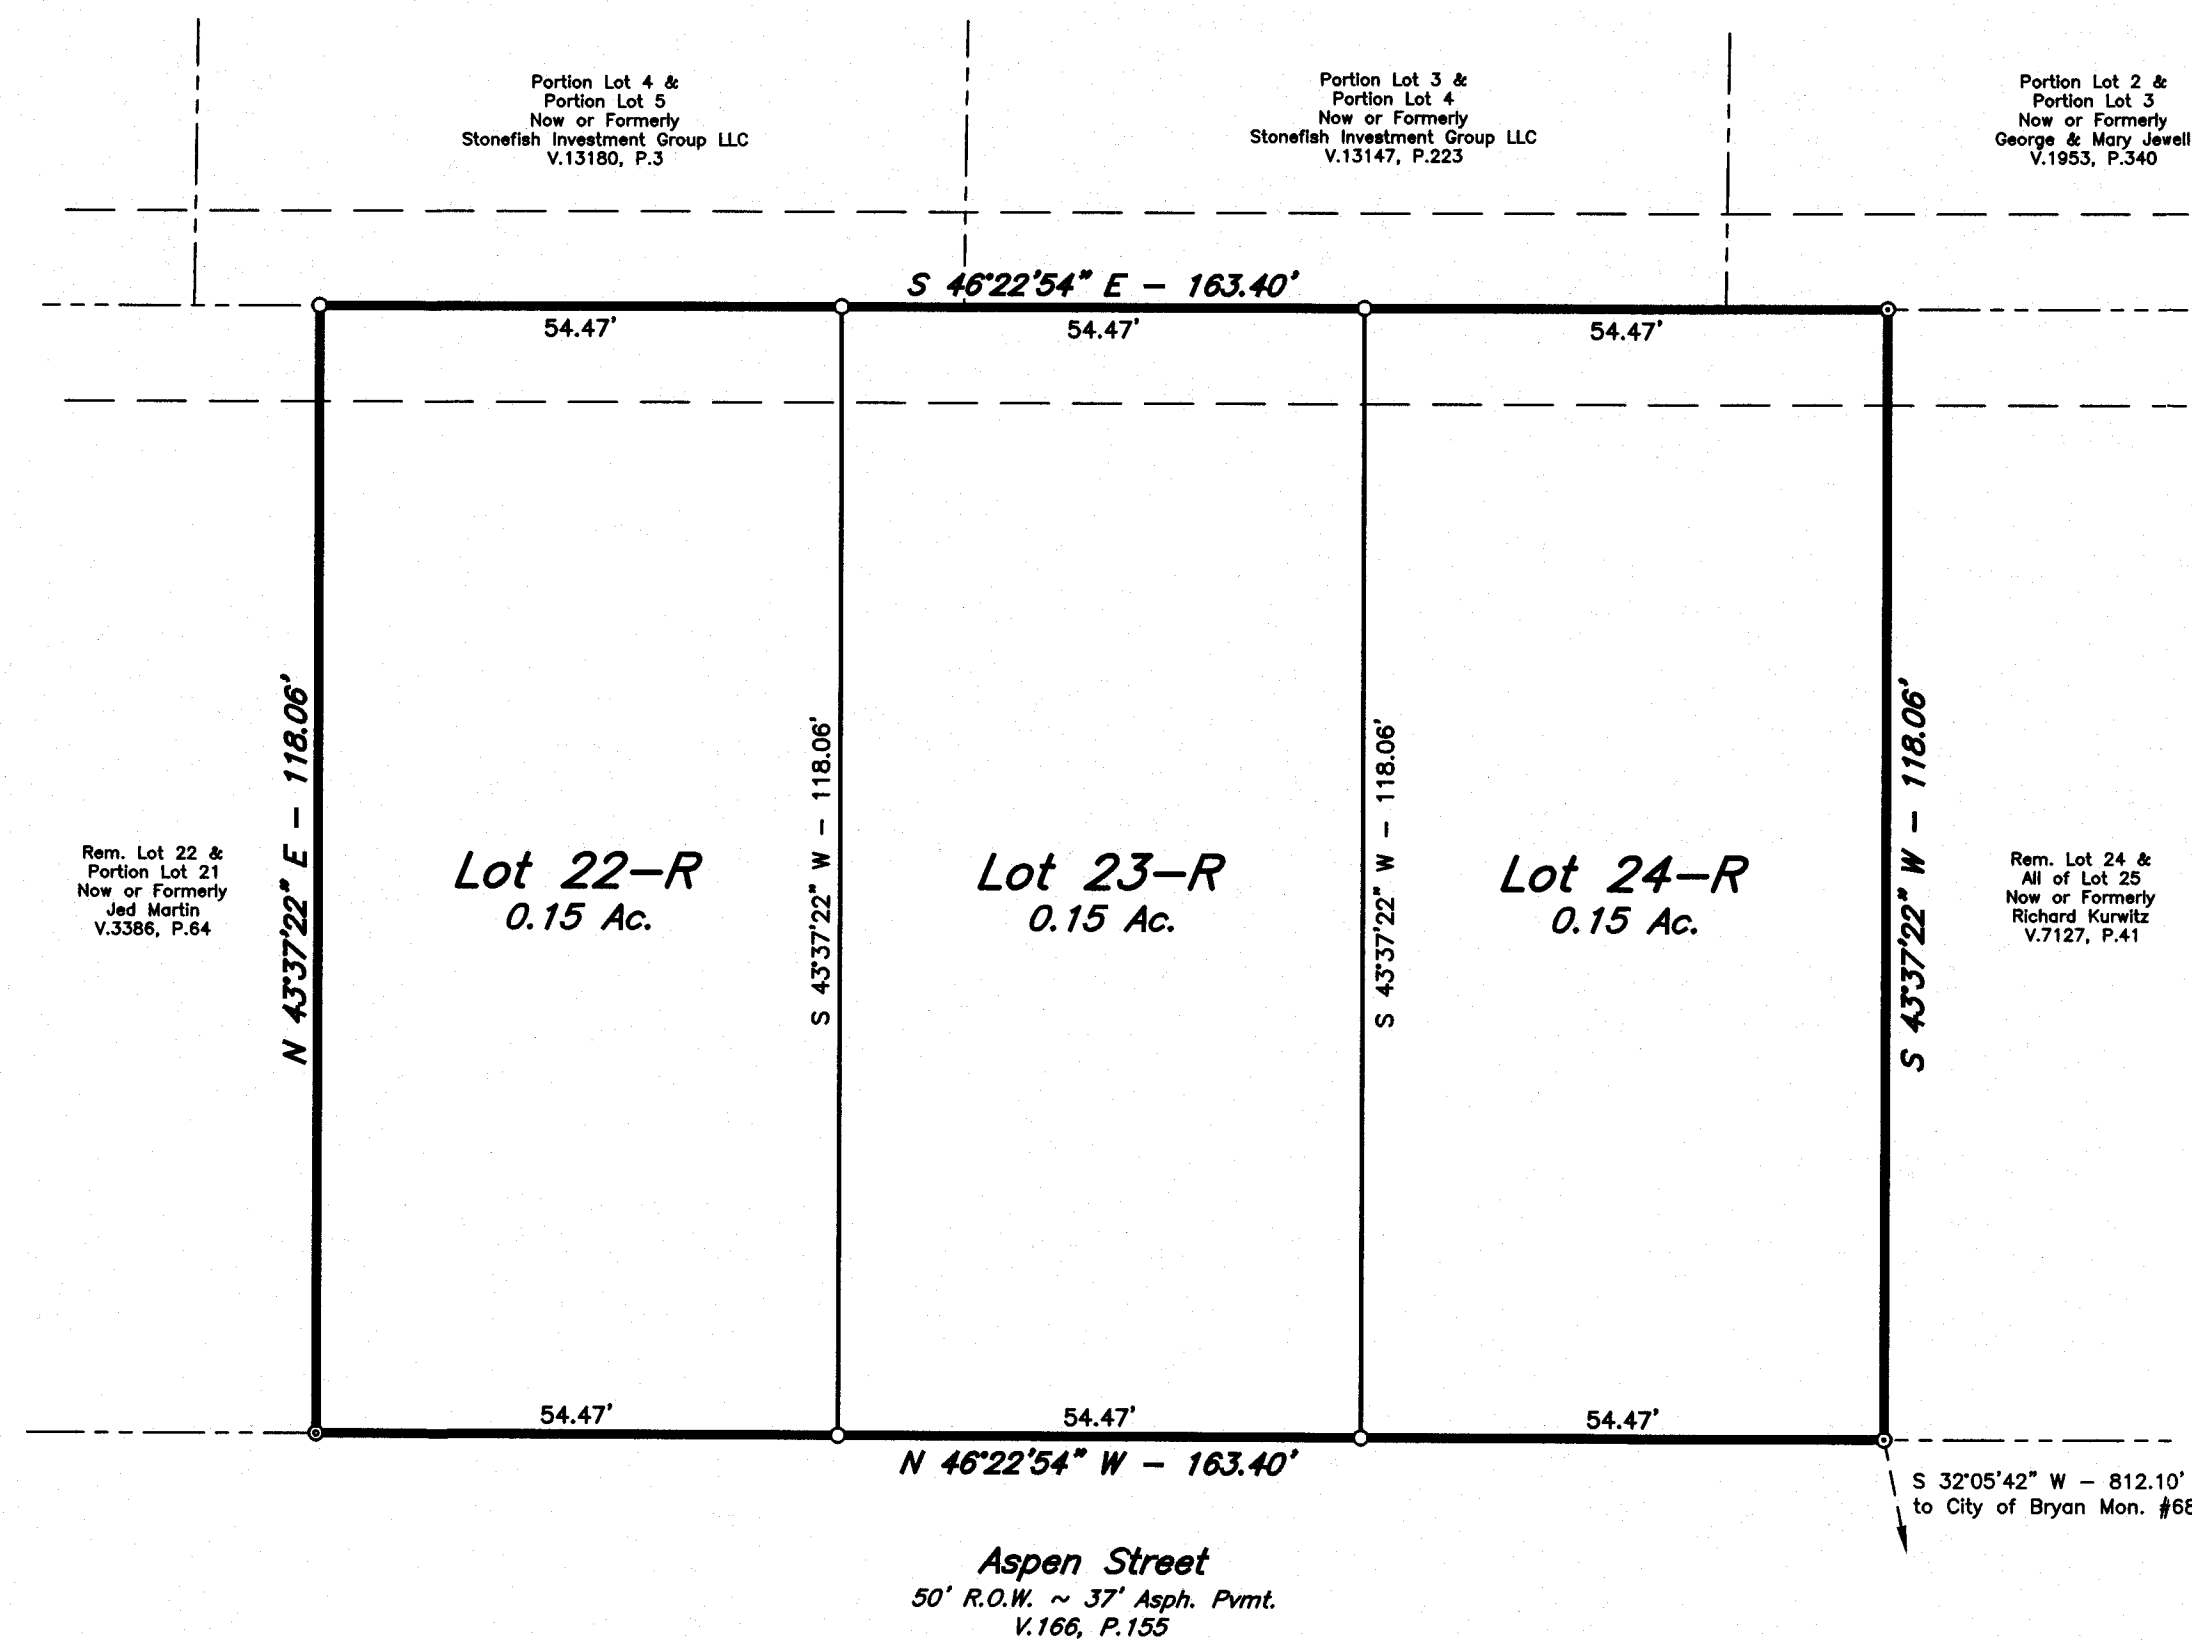 Portion Lot 4 &
Portion Lot 5
Now or Formerly
Stonefish Investment Group LLC
V.13180, P.3
Portion Lot 3 &
Portion Lot 4
Now or Formerly
Stonefish Investment Group LLC
V.13147, P.223
Portion Lot 2 &
Portion Lot 3
Now or Formerly
George & Mary Jewell
V.1953, P.340
S 46°22'54" E - 163.40'
54.47'
54.47'
54.47'
N 43°37'22" E - 118.06'
S 43°37'22" W - 118.06'
S 43°37'22" W - 118.06'
S 43°37'22" W - 118.06'
Rem. Lot 22 &
Portion Lot 21
Now or Formerly
Jed Martin
V.3386, P.64
Lot 22-R
0.15 Ac.
Lot 23-R
0.15 Ac.
Lot 24-R
0.15 Ac.
Rem. Lot 24 &
All of Lot 25
Now or Formerly
Richard Kurwitz
V.7127, P.41
54.47'
54.47'
54.47'
N 46°22'54" W - 163.40'
S 32°05'42" W - 812.10'
to City of Bryan Mon. #68
Aspen Street
50' R.O.W. ~ 37' Asph. Pvmt.
V.166, P.155